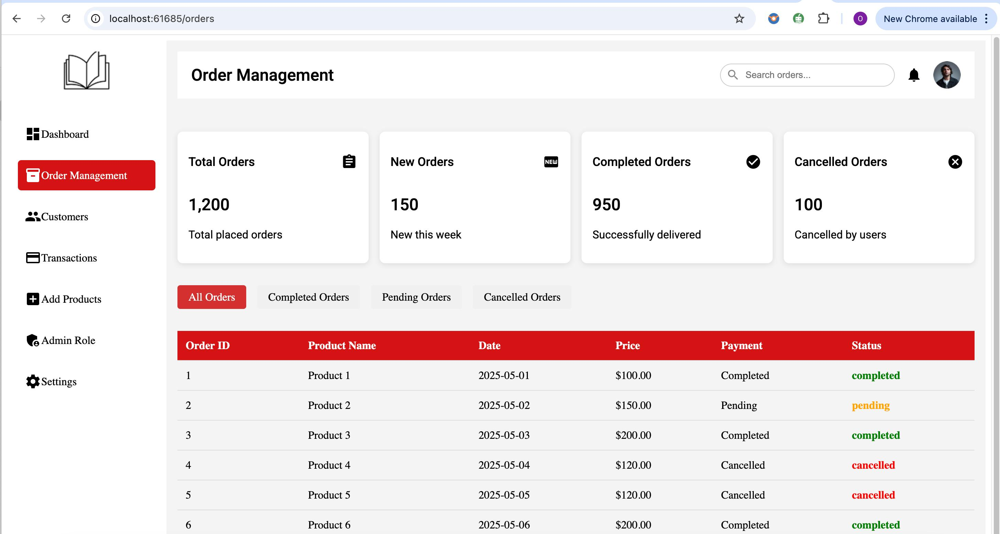 localhost:61685/orders
O
New Chrome available
Order Management
Search orders...
Dashboard
Order Management
Customers
Transactions
Add Products
Admin Role
Settings
Total Orders
1,200
Total placed orders
New Orders
NEW
150
New this week
Completed Orders
950
Successfully delivered
Cancelled Orders
100
Cancelled by users
All Orders
Completed Orders
Pending Orders
Cancelled Orders
Order ID Product Name Date Price Payment Status
1 Product 1 2025-05-01 $100.00 Completed completed
2 Product 2 2025-05-02 $150.00 Pending pending
3 Product 3 2025-05-03 $200.00 Completed completed
4 Product 4 2025-05-04 $120.00 Cancelled cancelled
5 Product 5 2025-05-05 $120.00 Cancelled cancelled
6 Product 6 2025-05-06 $200.00 Completed completed